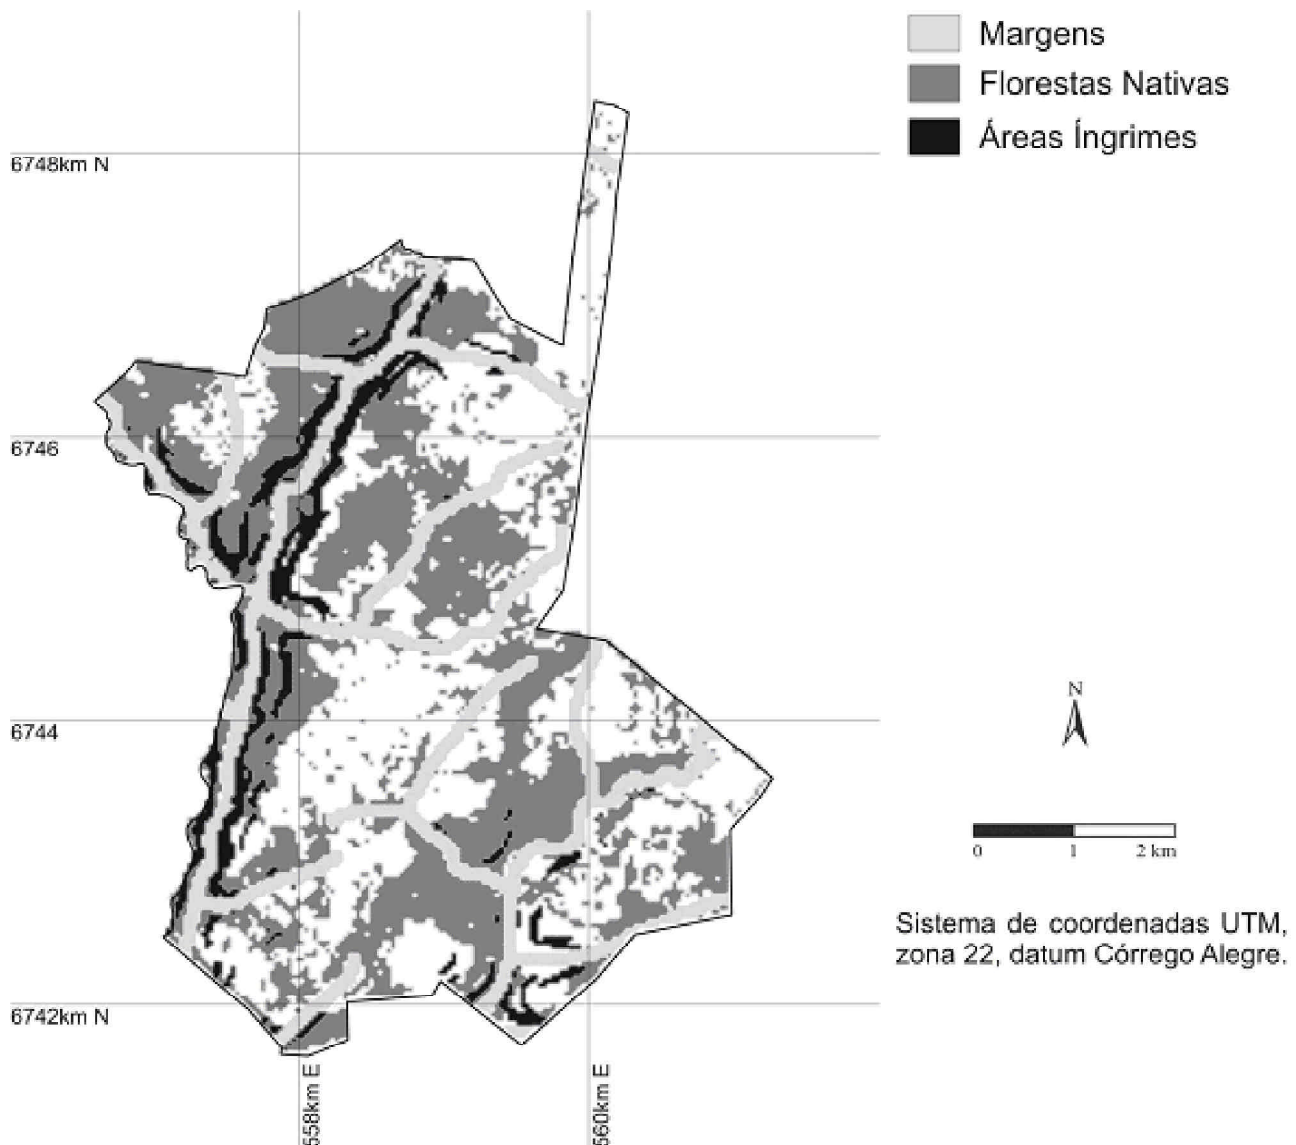 Margens
Florestas Nativas
Áreas Íngrimes
6748km N
6746
6744
6742km N
558km E
560km E
N
0 1 2 km
Sistema de coordenadas UTM,
zona 22, datum Córrego Alegre.